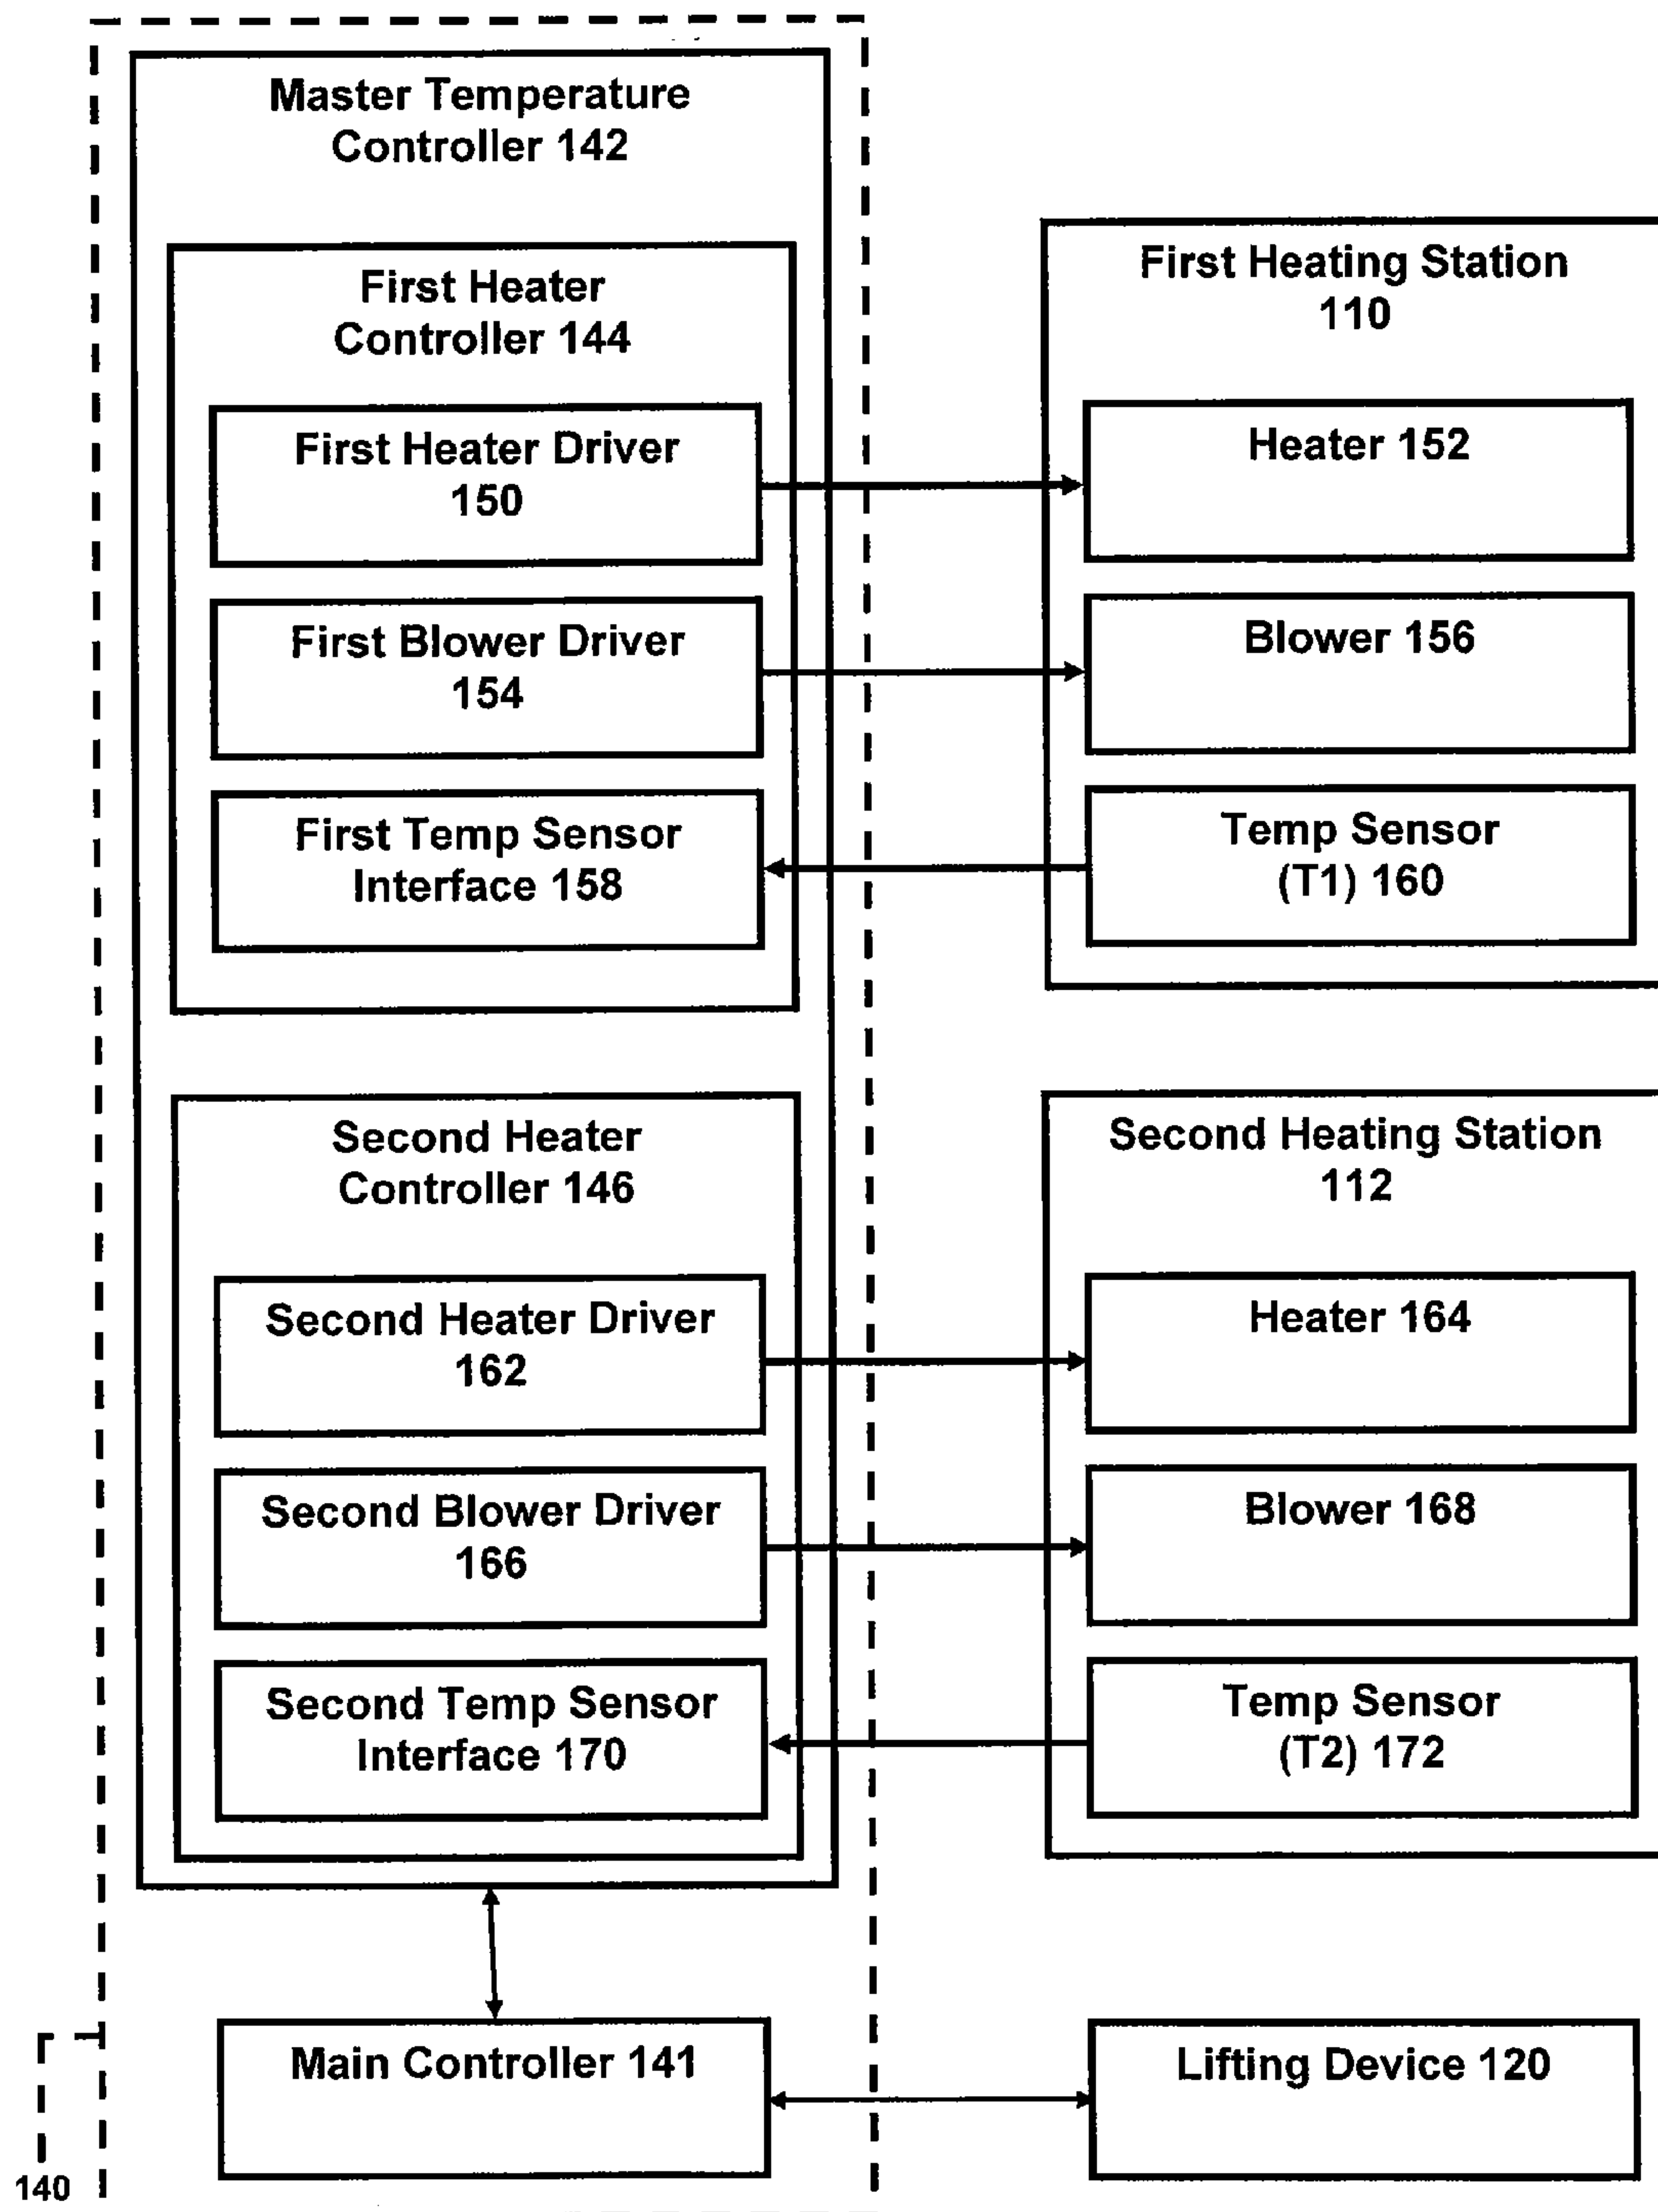 Master Temperature
Controller 142
First Heater
Controller 144
First Heater Driver
150
First Blower Driver
154
First Temp Sensor
Interface 158
First Heating Station
110
Heater 152
Blower 156
Temp Sensor
(T1) 160
Second Heater
Controller 146
Second Heater Driver
162
Second Blower Driver
166
Second Temp Sensor
Interface 170
Second Heating Station
112
Heater 164
Blower 168
Temp Sensor
(T2) 172
Main Controller 141
Lifting Device 120
140